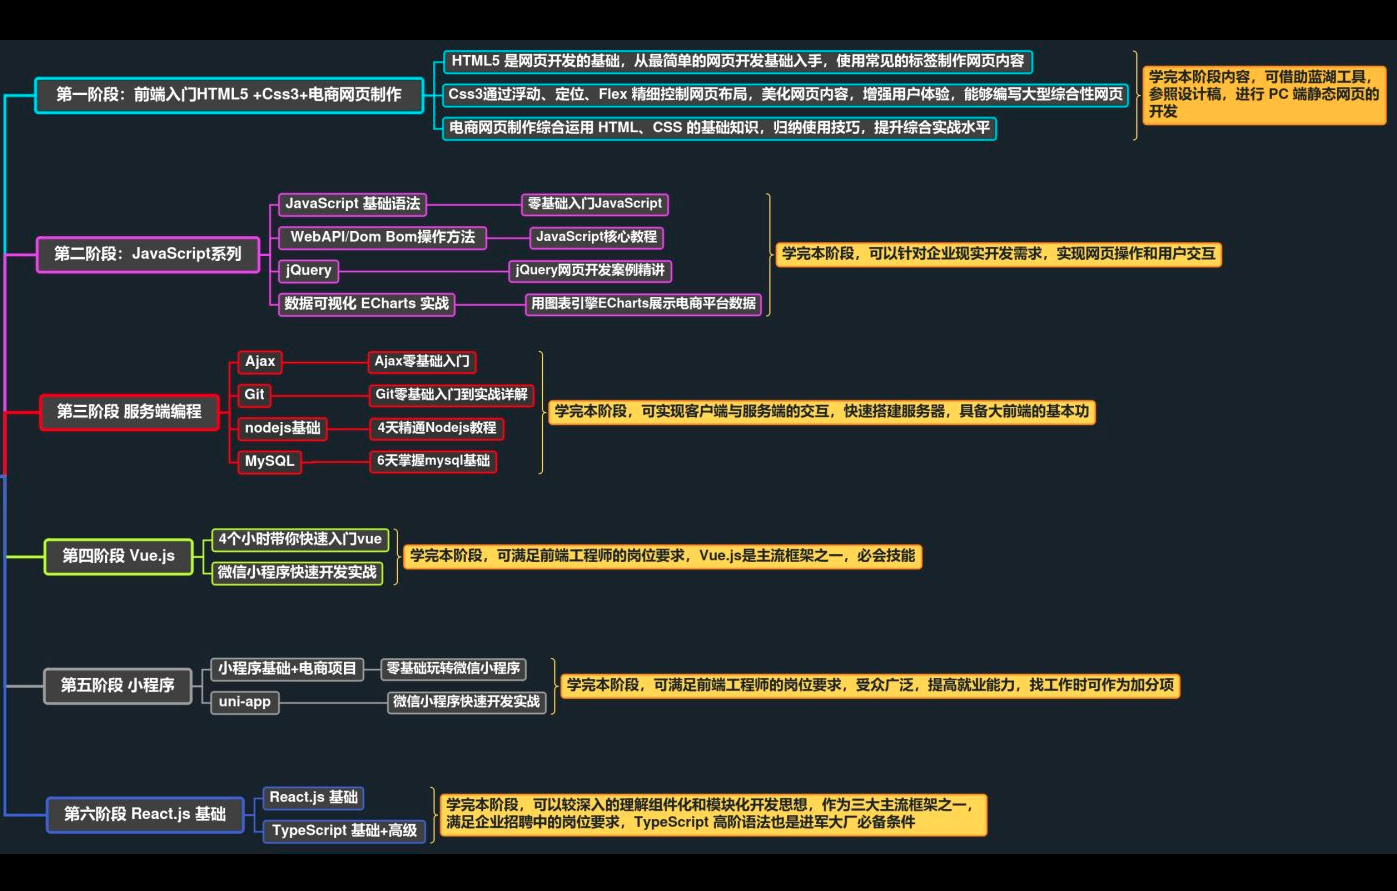 第一阶段：前端入门HTML5 +Css3+电商网页制作
HTML5 是网页开发的基础，从最简单的网页开发基础入手，使用常见的标签制作网页内容
Css3通过浮动、定位、Flex 精细控制网页布局，美化网页内容，增强用户体验，能够编写大型综合性网页
电商网页制作综合运用 HTML、CSS 的基础知识，归纳使用技巧，提升综合实战水平
学完本阶段内容，可借助蓝湖工具，
参照设计稿，进行 PC 端静态网页的
开发
第二阶段：JavaScript系列
JavaScript 基础语法
零基础入门JavaScript
WebAPI/Dom Bom操作方法
JavaScript核心教程
jQuery
jQuery网页开发案例精讲
数据可视化 ECharts 实战
用图表引擎ECharts展示电商平台数据
学完本阶段，可以针对企业现实开发需求，实现网页操作和用户交互
第三阶段 服务端编程
Ajax
Ajax零基础入门
Git
Git零基础入门到实战详解
nodejs基础
4天精通Nodejs教程
MySQL
6天掌握mysql基础
学完本阶段，可实现客户端与服务端的交互，快速搭建服务器，具备大前端的基本功
第四阶段 Vue.js
4个小时带你快速入门vue
微信小程序快速开发实战
学完本阶段，可满足前端工程师的岗位要求，Vue.js是主流框架之一，必会技能
第五阶段 小程序
小程序基础+电商项目
零基础玩转微信小程序
uni-app
微信小程序快速开发实战
学完本阶段，可满足前端工程师的岗位要求，受众广泛，提高就业能力，找工作时可作为加分项
第六阶段 React.js 基础
React.js 基础
TypeScript 基础+高级
学完本阶段，可以较深入的理解组件化和模块化开发思想，作为三大主流框架之一，
满足企业招聘中的岗位要求，TypeScript 高阶语法也是进军大厂必备条件